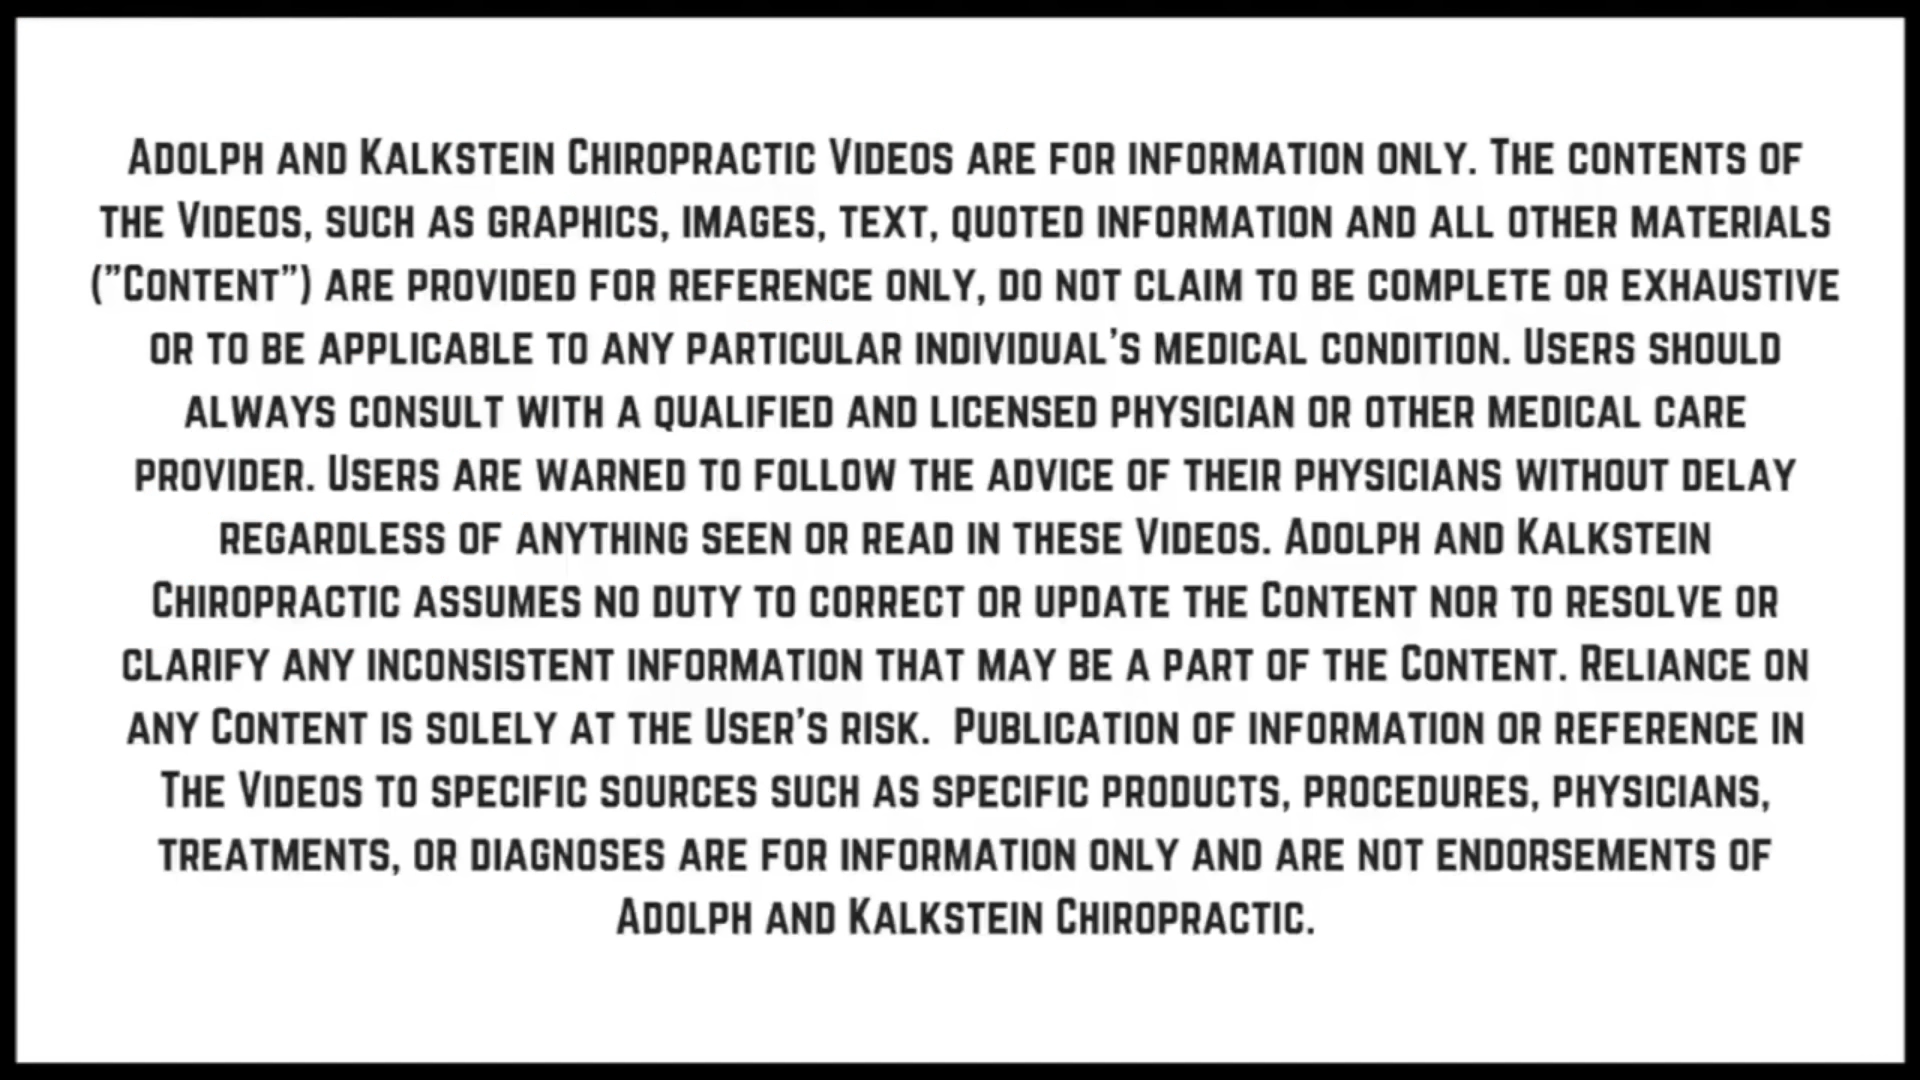 Adolph and Kalkstein Chiropractic Videos are for information only. The contents of
the Videos, such as graphics, images, text, quoted information and all other materials
("Content") are provided for reference only, do not claim to be complete or exhaustive
or to be applicable to any particular individual's medical condition. Users should
always consult with a qualified and licensed physician or other medical care
provider. Users are warned to follow the advice of their physicians without delay
regardless of anything seen or read in these Videos. Adolph and Kalkstein
Chiropractic assumes no duty to correct or update the Content nor to resolve or
clarify any inconsistent information that may be a part of the Content. Reliance on
any Content is solely at the User's risk.  Publication of information or reference in
The Videos to specific sources such as specific products, procedures, physicians,
treatments, or diagnoses are for information only and are not endorsements of
Adolph and Kalkstein Chiropractic.